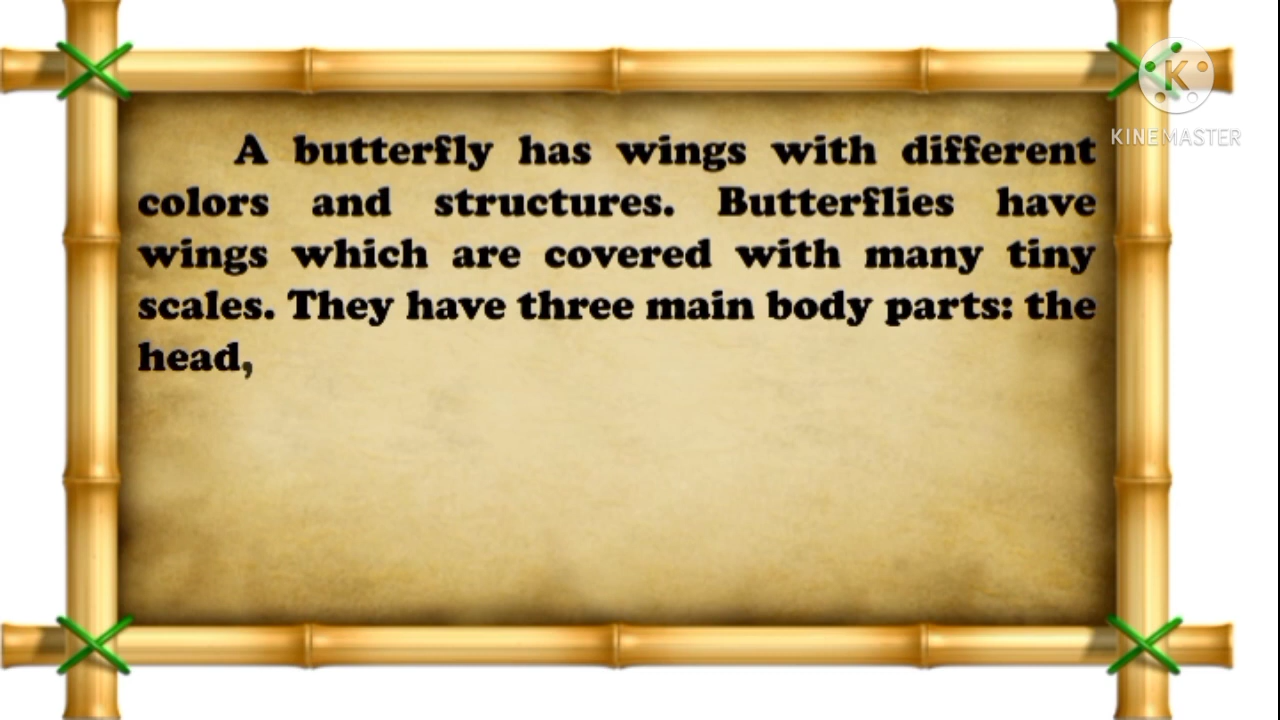 A butterfly has wings with different
colors and structures. Butterflies have
wings which are covered with many tiny
scales. They have three main body parts: the
head,
K
KINEMASTER